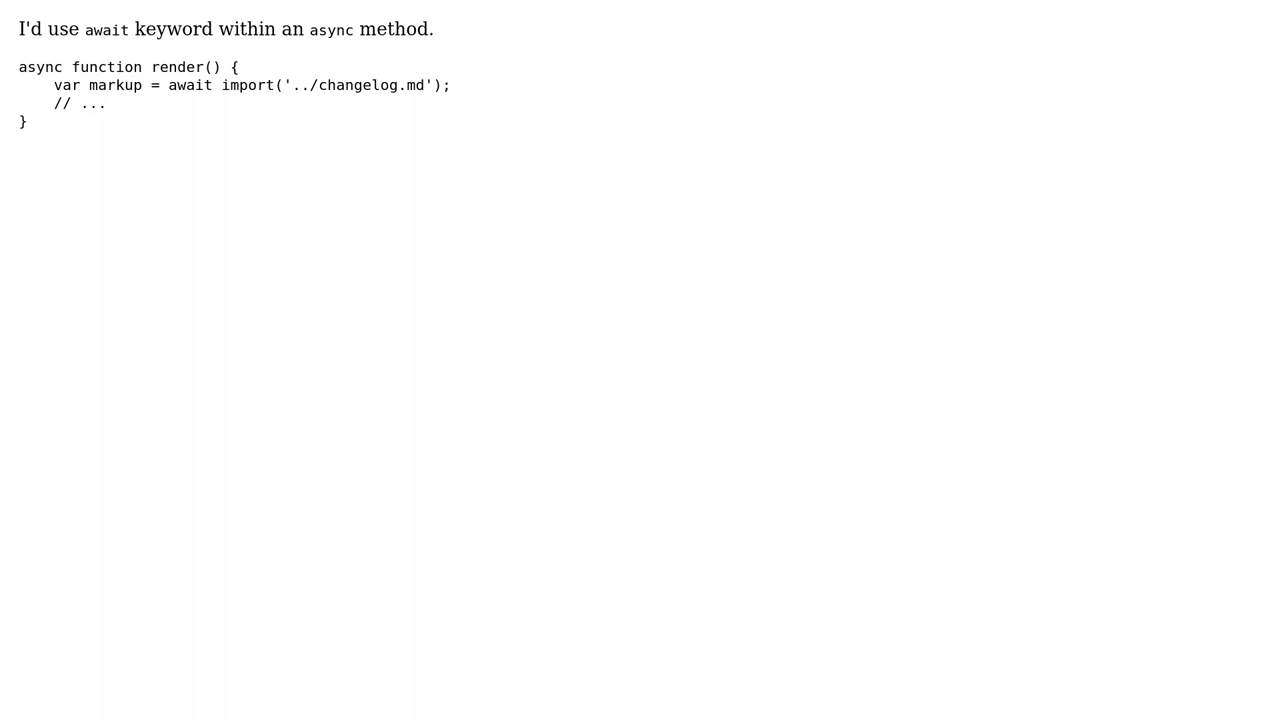 I'd use await keyword within an async method.
async function render() {
    var markup = await import('../changelog.md');
    // ...
}